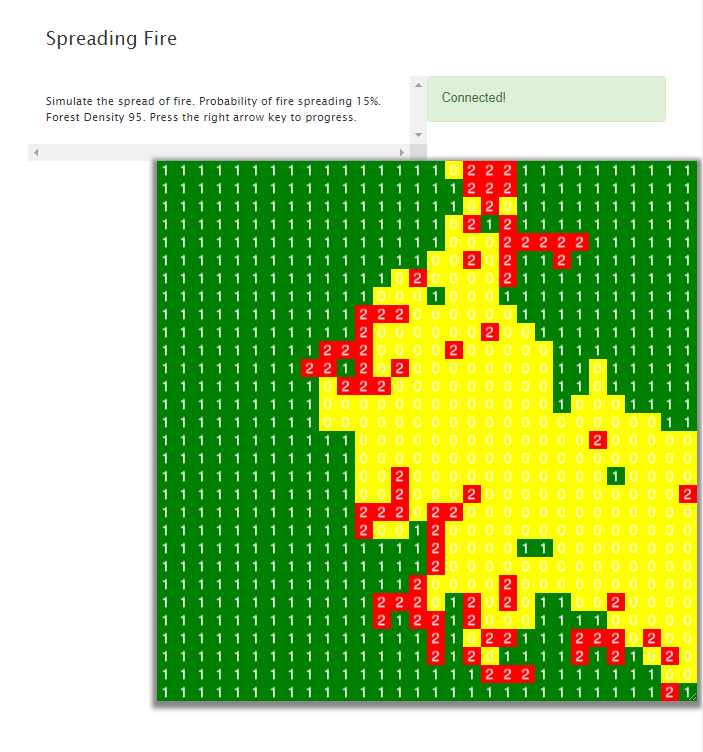 Spreading Fire
Simulate the spread of fire. Probability of fire spreading 15%.
Forest Density 95. Press the right arrow key to progress.
Connected!
1 1 1 1 1 1 1 1 1 1 1 1 1 1 1 1 0 2 2 2 1 1 1 1 1 1 1 1 1 1
1 1 1 1 1 1 1 1 1 1 1 1 1 1 1 1 1 2 2 2 1 1 1 1 1 1 1 1 1 1
1 1 1 1 1 1 1 1 1 1 1 1 1 1 1 1 1 0 2 0 1 1 1 1 1 1 1 1 1 1
1 1 1 1 1 1 1 1 1 1 1 1 1 1 1 1 0 2 1 2 1 1 1 1 1 1 1 1 1 1
1 1 1 1 1 1 1 1 1 1 1 1 1 1 1 1 0 0 0 2 2 2 2 2 1 1 1 1 1 1
1 1 1 1 1 1 1 1 1 1 1 1 1 1 1 0 0 2 0 2 1 1 2 1 1 1 1 1 1 1
1 1 1 1 1 1 1 1 1 1 1 1 1 0 2 0 0 0 0 2 1 1 1 1 1 1 1 1 1 1
1 1 1 1 1 1 1 1 1 1 1 1 0 0 0 1 0 0 0 1 1 1 1 1 1 1 1 1 1 1
1 1 1 1 1 1 1 1 1 1 1 2 2 2 0 0 0 0 0 0 1 1 1 1 1 1 1 1 1 1
1 1 1 1 1 1 1 1 1 1 1 2 0 0 0 0 0 0 2 0 0 1 1 1 1 1 1 1 1 1
1 1 1 1 1 1 1 1 1 2 2 2 0 0 0 0 2 0 0 0 0 0 1 1 1 1 1 1 1 1
1 1 1 1 1 1 1 1 2 2 1 2 0 2 0 0 0 0 0 0 0 0 1 1 0 1 1 1 1 1
1 1 1 1 1 1 1 1 1 0 2 2 2 0 0 0 0 0 0 0 0 0 1 1 0 1 1 1 1 1
1 1 1 1 1 1 1 1 1 0 0 0 0 0 0 0 0 0 0 0 0 0 1 0 0 0 1 1 1 1
1 1 1 1 1 1 1 1 1 0 0 0 0 0 0 0 0 0 0 0 0 0 0 0 0 0 0 0 1 1
1 1 1 1 1 1 1 1 1 1 1 0 0 0 0 0 0 0 0 0 0 0 0 0 2 0 0 0 0 0
1 1 1 1 1 1 1 1 1 1 1 0 0 0 0 0 0 0 0 0 0 0 0 0 0 0 0 0 0 0
1 1 1 1 1 1 1 1 1 1 1 0 0 2 0 0 0 0 0 0 0 0 0 0 0 1 0 0 0 0
1 1 1 1 1 1 1 1 1 1 1 0 0 2 0 0 0 2 0 0 0 0 0 0 0 0 0 0 0 2
1 1 1 1 1 1 1 1 1 1 1 2 2 2 0 2 2 0 0 0 0 0 0 0 0 0 0 0 0 0
1 1 1 1 1 1 1 1 1 1 1 2 0 0 1 2 0 0 0 0 0 0 0 0 0 0 0 0 0 0
1 1 1 1 1 1 1 1 1 1 1 1 1 1 1 2 0 0 0 0 1 1 0 0 0 0 0 0 0 0
1 1 1 1 1 1 1 1 1 1 1 1 1 1 1 2 0 0 0 0 0 0 0 0 0 0 0 0 0 0
1 1 1 1 1 1 1 1 1 1 1 1 1 1 2 0 0 0 0 2 0 0 0 0 0 0 0 0 0 0
1 1 1 1 1 1 1 1 1 1 1 1 2 2 2 0 1 2 0 2 0 1 1 0 0 2 0 0 0 0
1 1 1 1 1 1 1 1 1 1 1 1 2 1 2 2 1 2 0 0 0 1 1 1 1 0 0 0 0 0
1 1 1 1 1 1 1 1 1 1 1 1 1 1 1 2 1 0 2 2 1 1 1 2 2 2 0 2 0 0
1 1 1 1 1 1 1 1 1 1 1 1 1 1 1 2 1 2 0 1 1 1 1 2 1 2 1 0 2 0
1 1 1 1 1 1 1 1 1 1 1 1 1 1 1 1 1 1 2 2 2 1 1 1 1 1 1 1 0 0
1 1 1 1 1 1 1 1 1 1 1 1 1 1 1 1 1 1 1 1 1 1 1 1 1 1 1 1 2 1